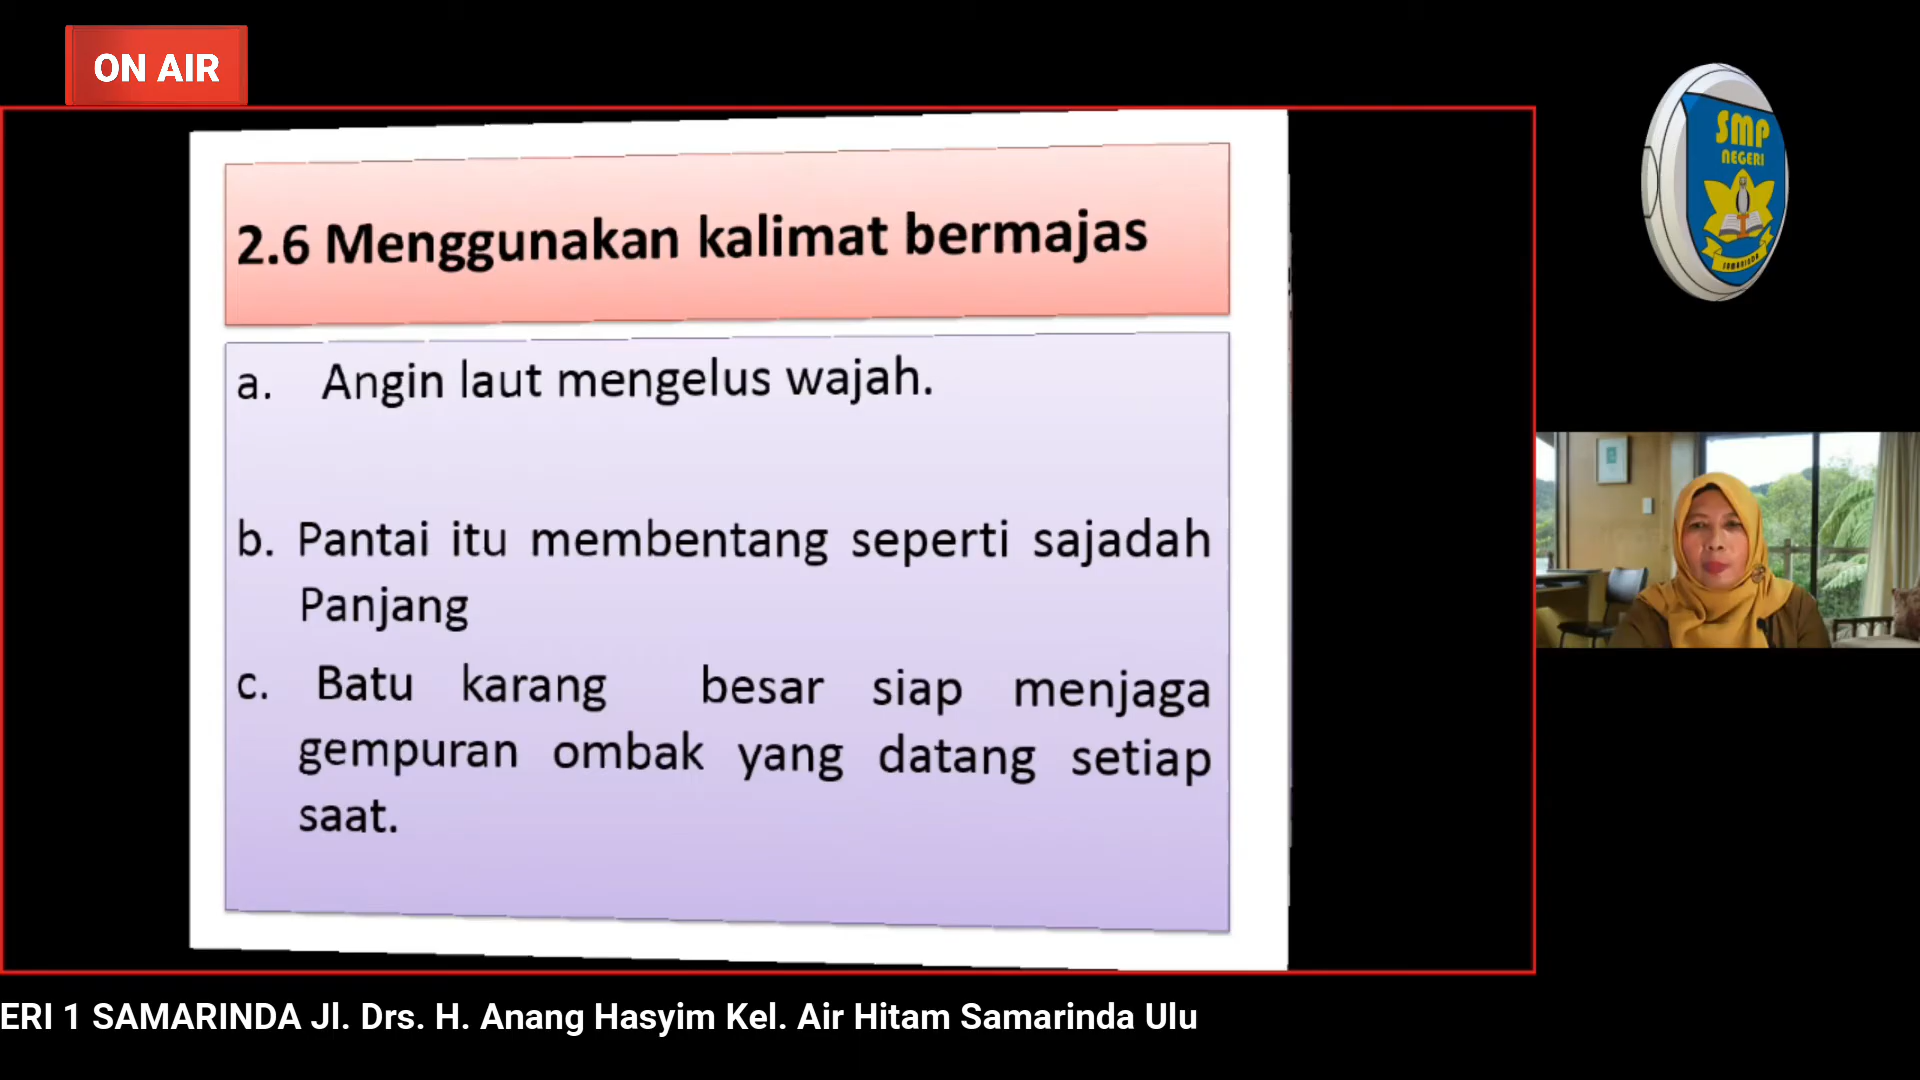 ON AIR
SMP
NEGERI
SAMARINDA
2.6 Menggunakan kalimat bermajas
a. Angin laut mengelus wajah.
b. Pantai itu membentang seperti sajadah
Panjang
c. Batu karang besar siap menjaga
gempuran ombak yang datang setiap
saat.
ERI 1 SAMARINDA Jl. Drs. H. Anang Hasyim Kel. Air Hitam Samarinda Ulu